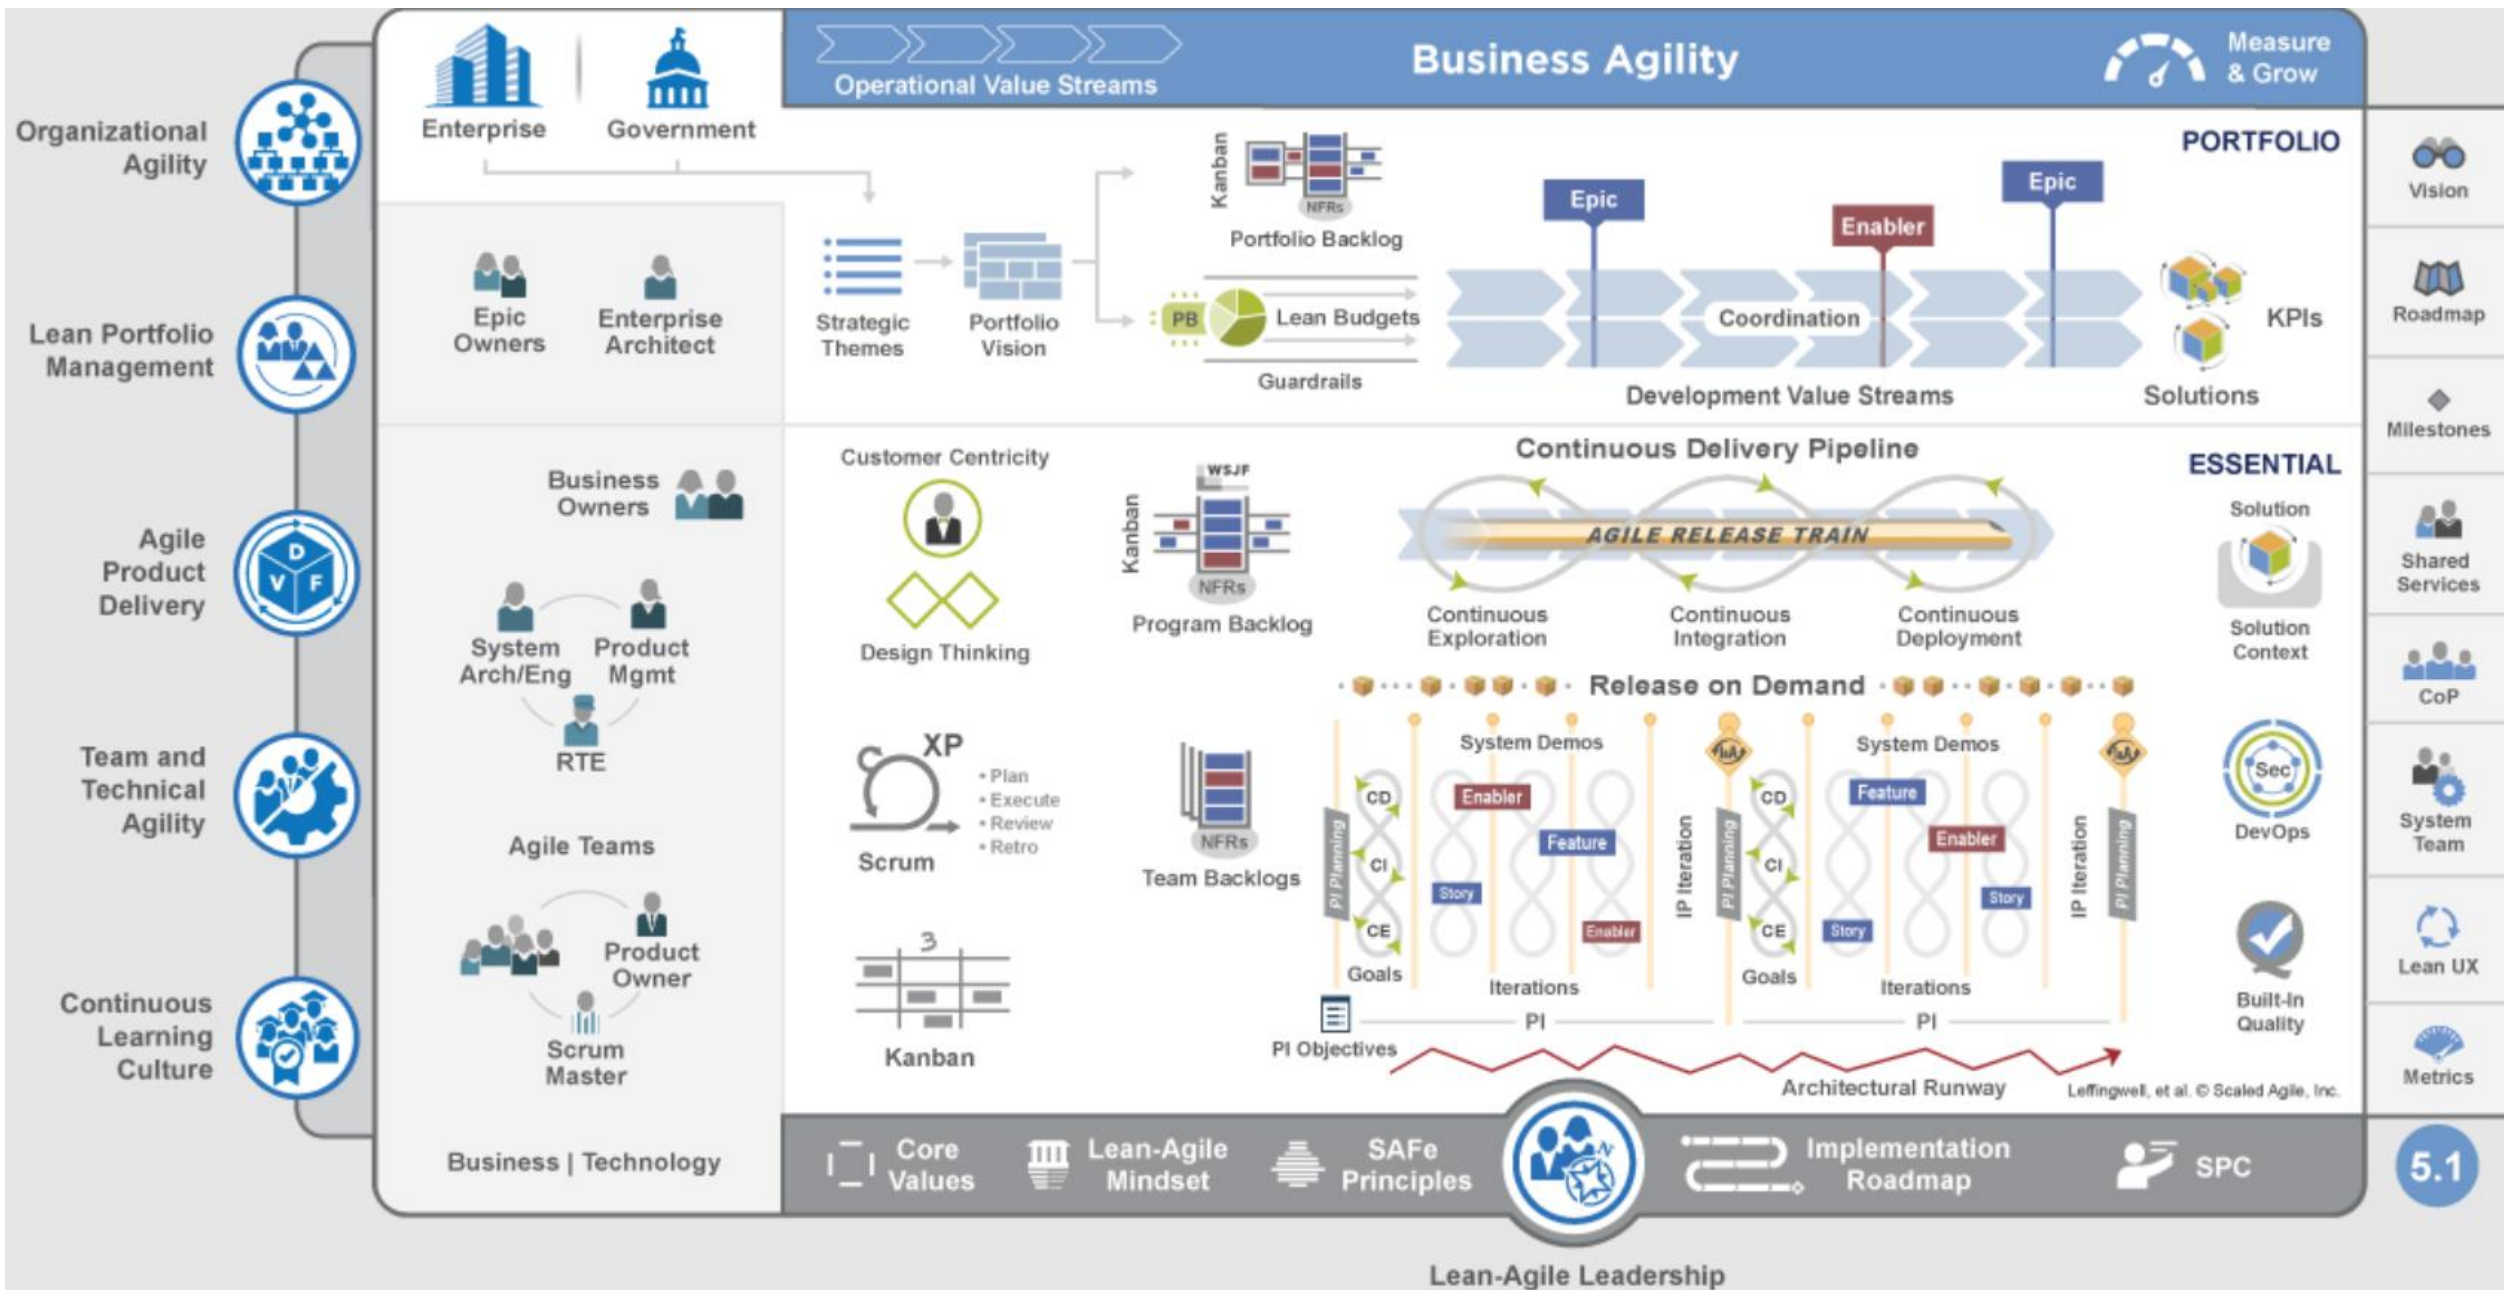 Organizational
Agility
Lean Portfolio
Management
Agile
Product
Delivery
D
V F
Team and
Technical
Agility
Continuous
Learning
Culture
Enterprise
Government
Operational Value Streams
Business Agility
Measure
& Grow
PORTFOLIO
Epic
Owners
Enterprise
Architect
Strategic
Themes
Portfolio
Vision
Kanban
NFRs
Portfolio Backlog
PB
Lean Budgets
Guardrails
Epic
Enabler
Epic
Coordination
Development Value Streams
KPIs
Solutions
ESSENTIAL
Business
Owners
System
Arch/Eng
Product
Mgmt
RTE
Agile Teams
Product
Owner
Scrum
Master
Business | Technology
Customer Centricity
Design Thinking
XP
• Plan
• Execute
• Review
• Retro
Scrum
3
Kanban
WSJF
Kanban
NFRs
Program Backlog
NFRs
Team Backlogs
Continuous Delivery Pipeline
AGILE RELEASE TRAIN
Continuous
Exploration
Continuous
Integration
Continuous
Deployment
Release on Demand
System Demos
System Demos
I&A
I&A
PI Planning
CD
CI
CE
Goals
Enabler
Feature
Story
Enabler
Iterations
IP Iteration
PI Planning
CD
CI
CE
Goals
Feature
Enabler
Story
Story
Iterations
IP Iteration
PI Planning
PI
PI
PI Objectives
Architectural Runway
Leffingwell, et al. © Scaled Agile, Inc.
Solution
Solution
Context
Sec
DevOps
Built-In
Quality
Vision
Roadmap
Milestones
Shared
Services
CoP
System
Team
Lean UX
Metrics
5.1
Core
Values
Lean-Agile
Mindset
SAFe
Principles
N
Implementation
Roadmap
SPC
Lean-Agile Leadership